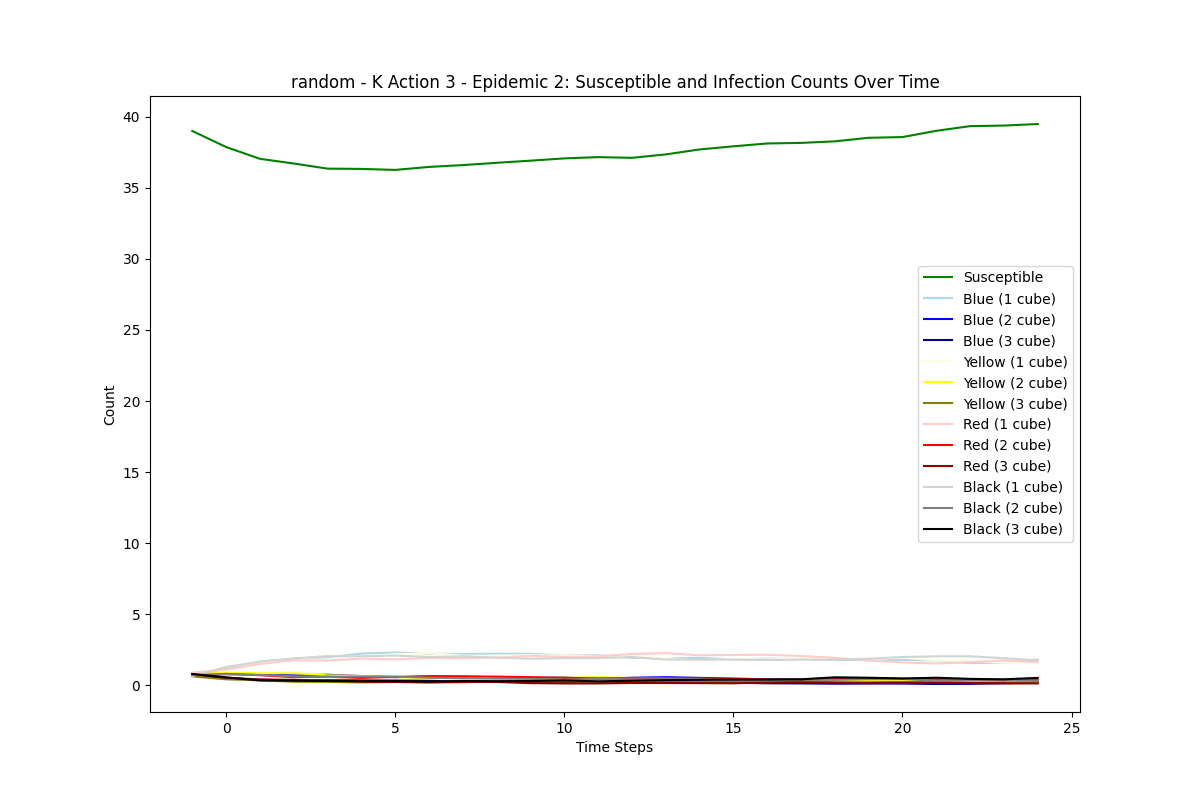 random - K Action 3 - Epidemic 2: Susceptible and Infection Counts Over Time
40
35
30
25
20
15
10
5
0
Count
Susceptible
Blue (1 cube)
Blue (2 cube)
Blue (3 cube)
Yellow (1 cube)
Yellow (2 cube)
Yellow (3 cube)
Red (1 cube)
Red (2 cube)
Red (3 cube)
Black (1 cube)
Black (2 cube)
Black (3 cube)
0 5 10 15 20 25
Time Steps